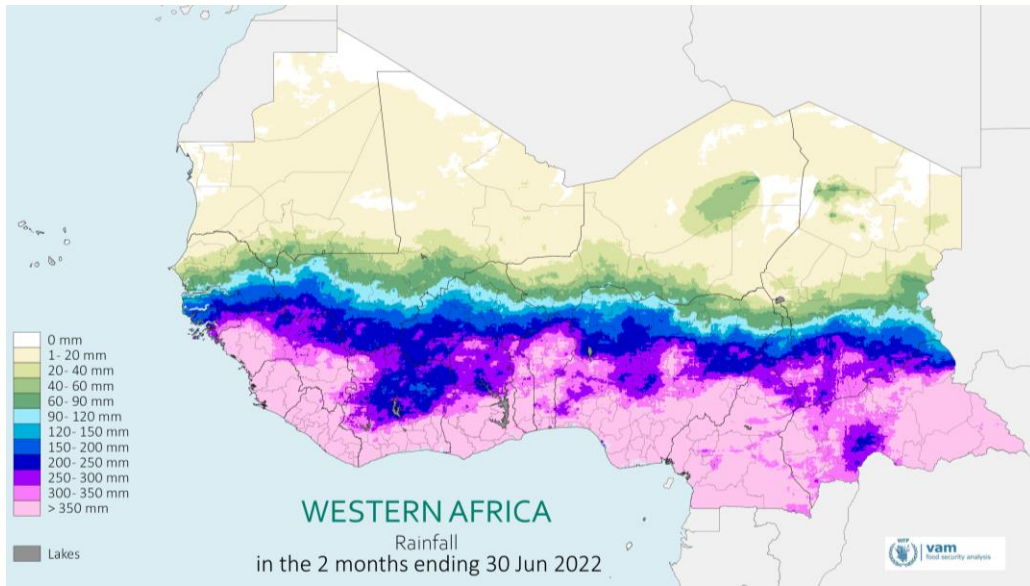 0 mm
1- 20 mm
20- 40 mm
40- 60 mm
60- 90 mm
90- 120 mm
120- 150 mm
150- 200 mm
200- 250 mm
250- 300 mm
300- 350 mm
> 350 mm
Lakes
WESTERN AFRICA
Rainfall
in the 2 months ending 30 Jun 2022
WFP
vam
food security analysis